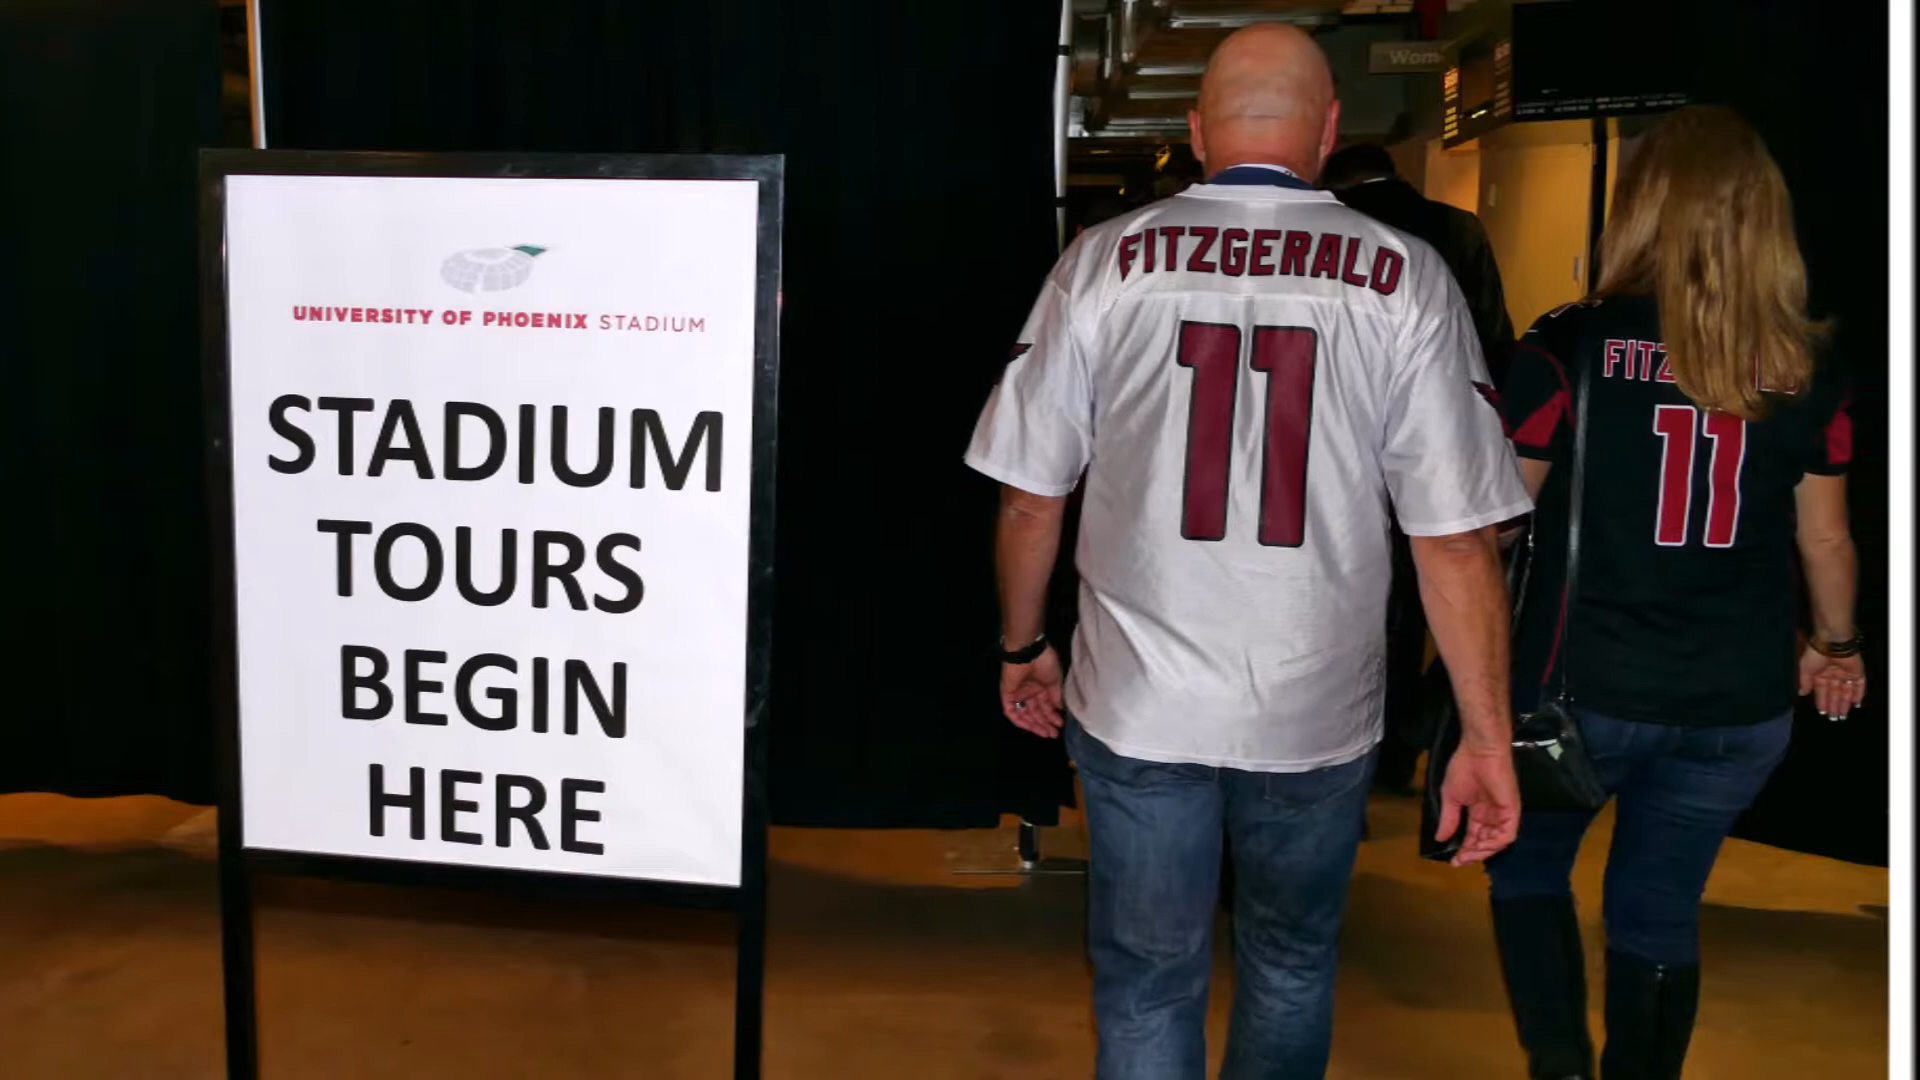 UNIVERSITY OF PHOENIX STADIUM
STADIUM
TOURS
BEGIN
HERE
FITZGERALD
11
11